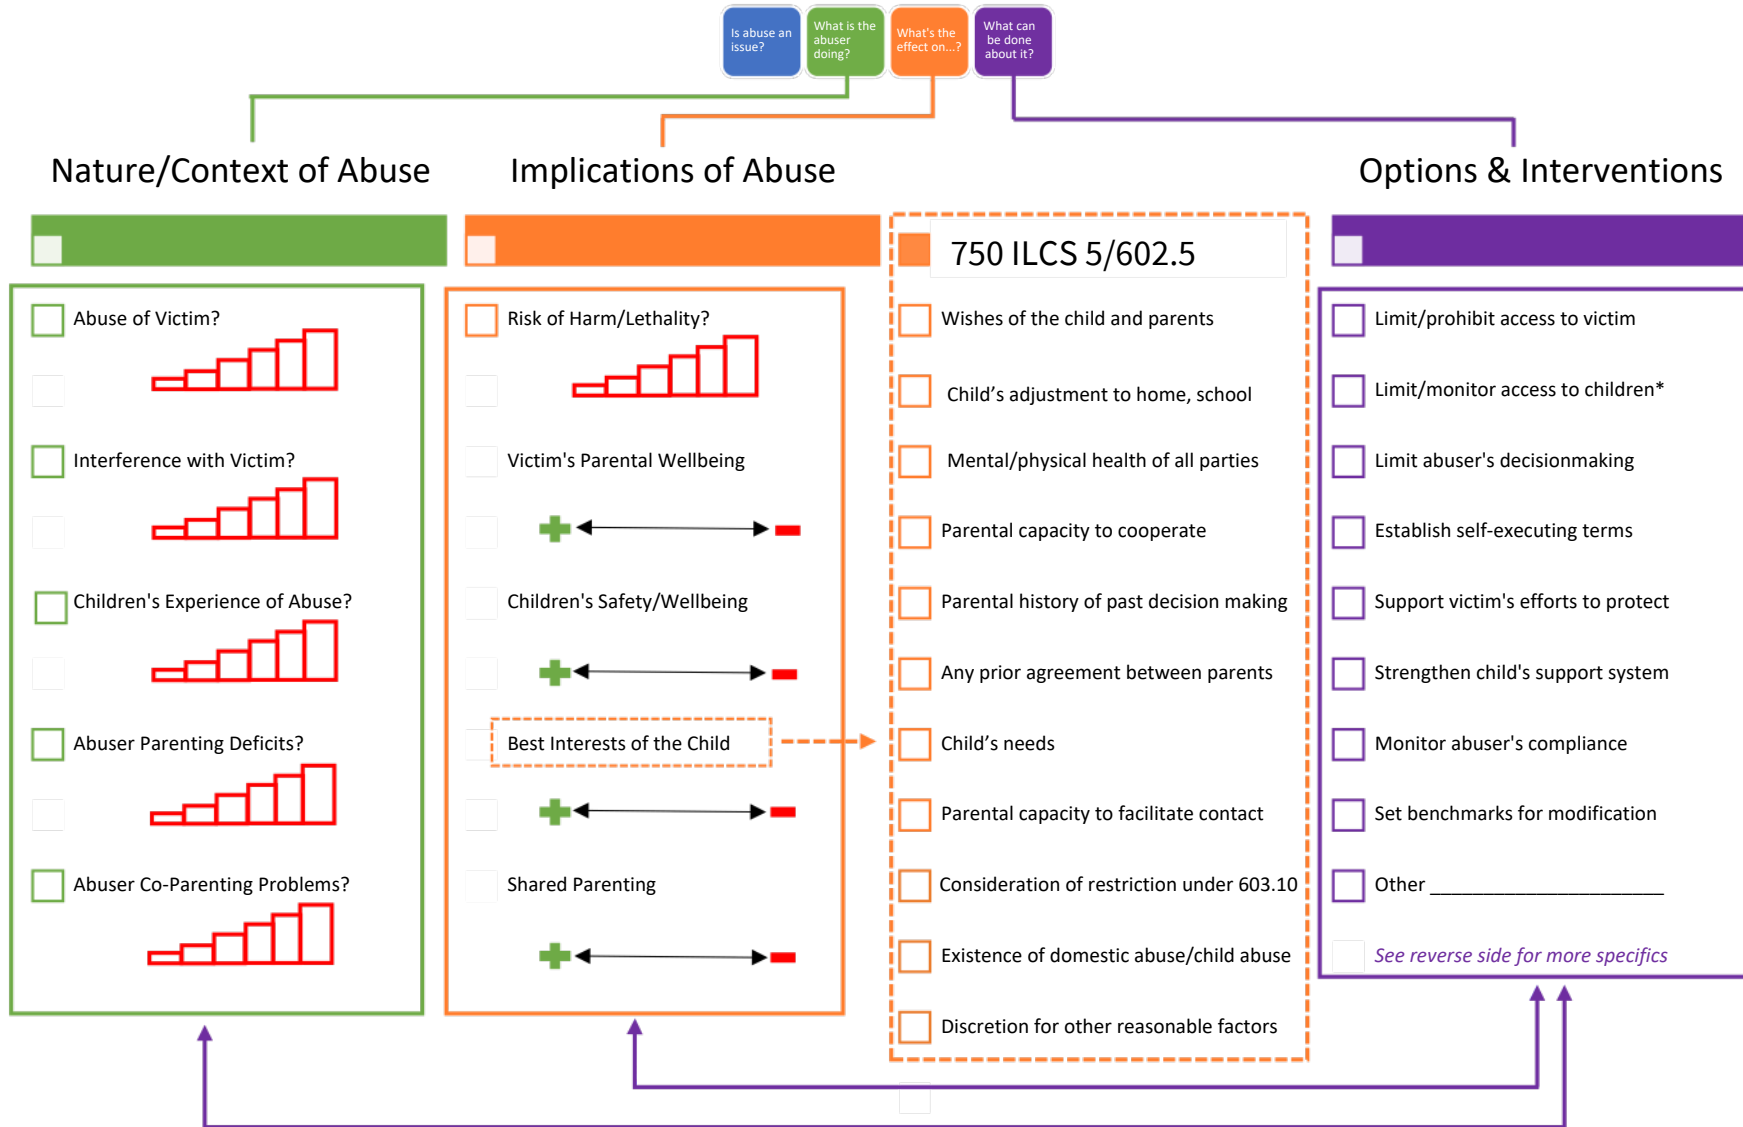 Is abuse an
issue?
What is the
abuser
doing?
What's the
effect on...?
What can
be done
about it?
Nature/Context of Abuse
Abuse of Victim?
Interference with Victim?
Children's Experience of Abuse?
Abuser Parenting Deficits?
Abuser Co-Parenting Problems?
Implications of Abuse
Risk of Harm/Lethality?
Victim's Parental Wellbeing
Children's Safety/Wellbeing
Best Interests of the Child
Shared Parenting
750 ILCS 5/602.5
Wishes of the child and parents
Child’s adjustment to home, school
Mental/physical health of all parties
Parental capacity to cooperate
Parental history of past decision making
Any prior agreement between parents
Child’s needs
Parental capacity to facilitate contact
Consideration of restriction under 603.10
Existence of domestic abuse/child abuse
Discretion for other reasonable factors
Options & Interventions
Limit/prohibit access to victim
Limit/monitor access to children*
Limit abuser's decisionmaking
Establish self-executing terms
Support victim's efforts to protect
Strengthen child's support system
Monitor abuser's compliance
Set benchmarks for modification
Other ______________________
See reverse side for more specifics